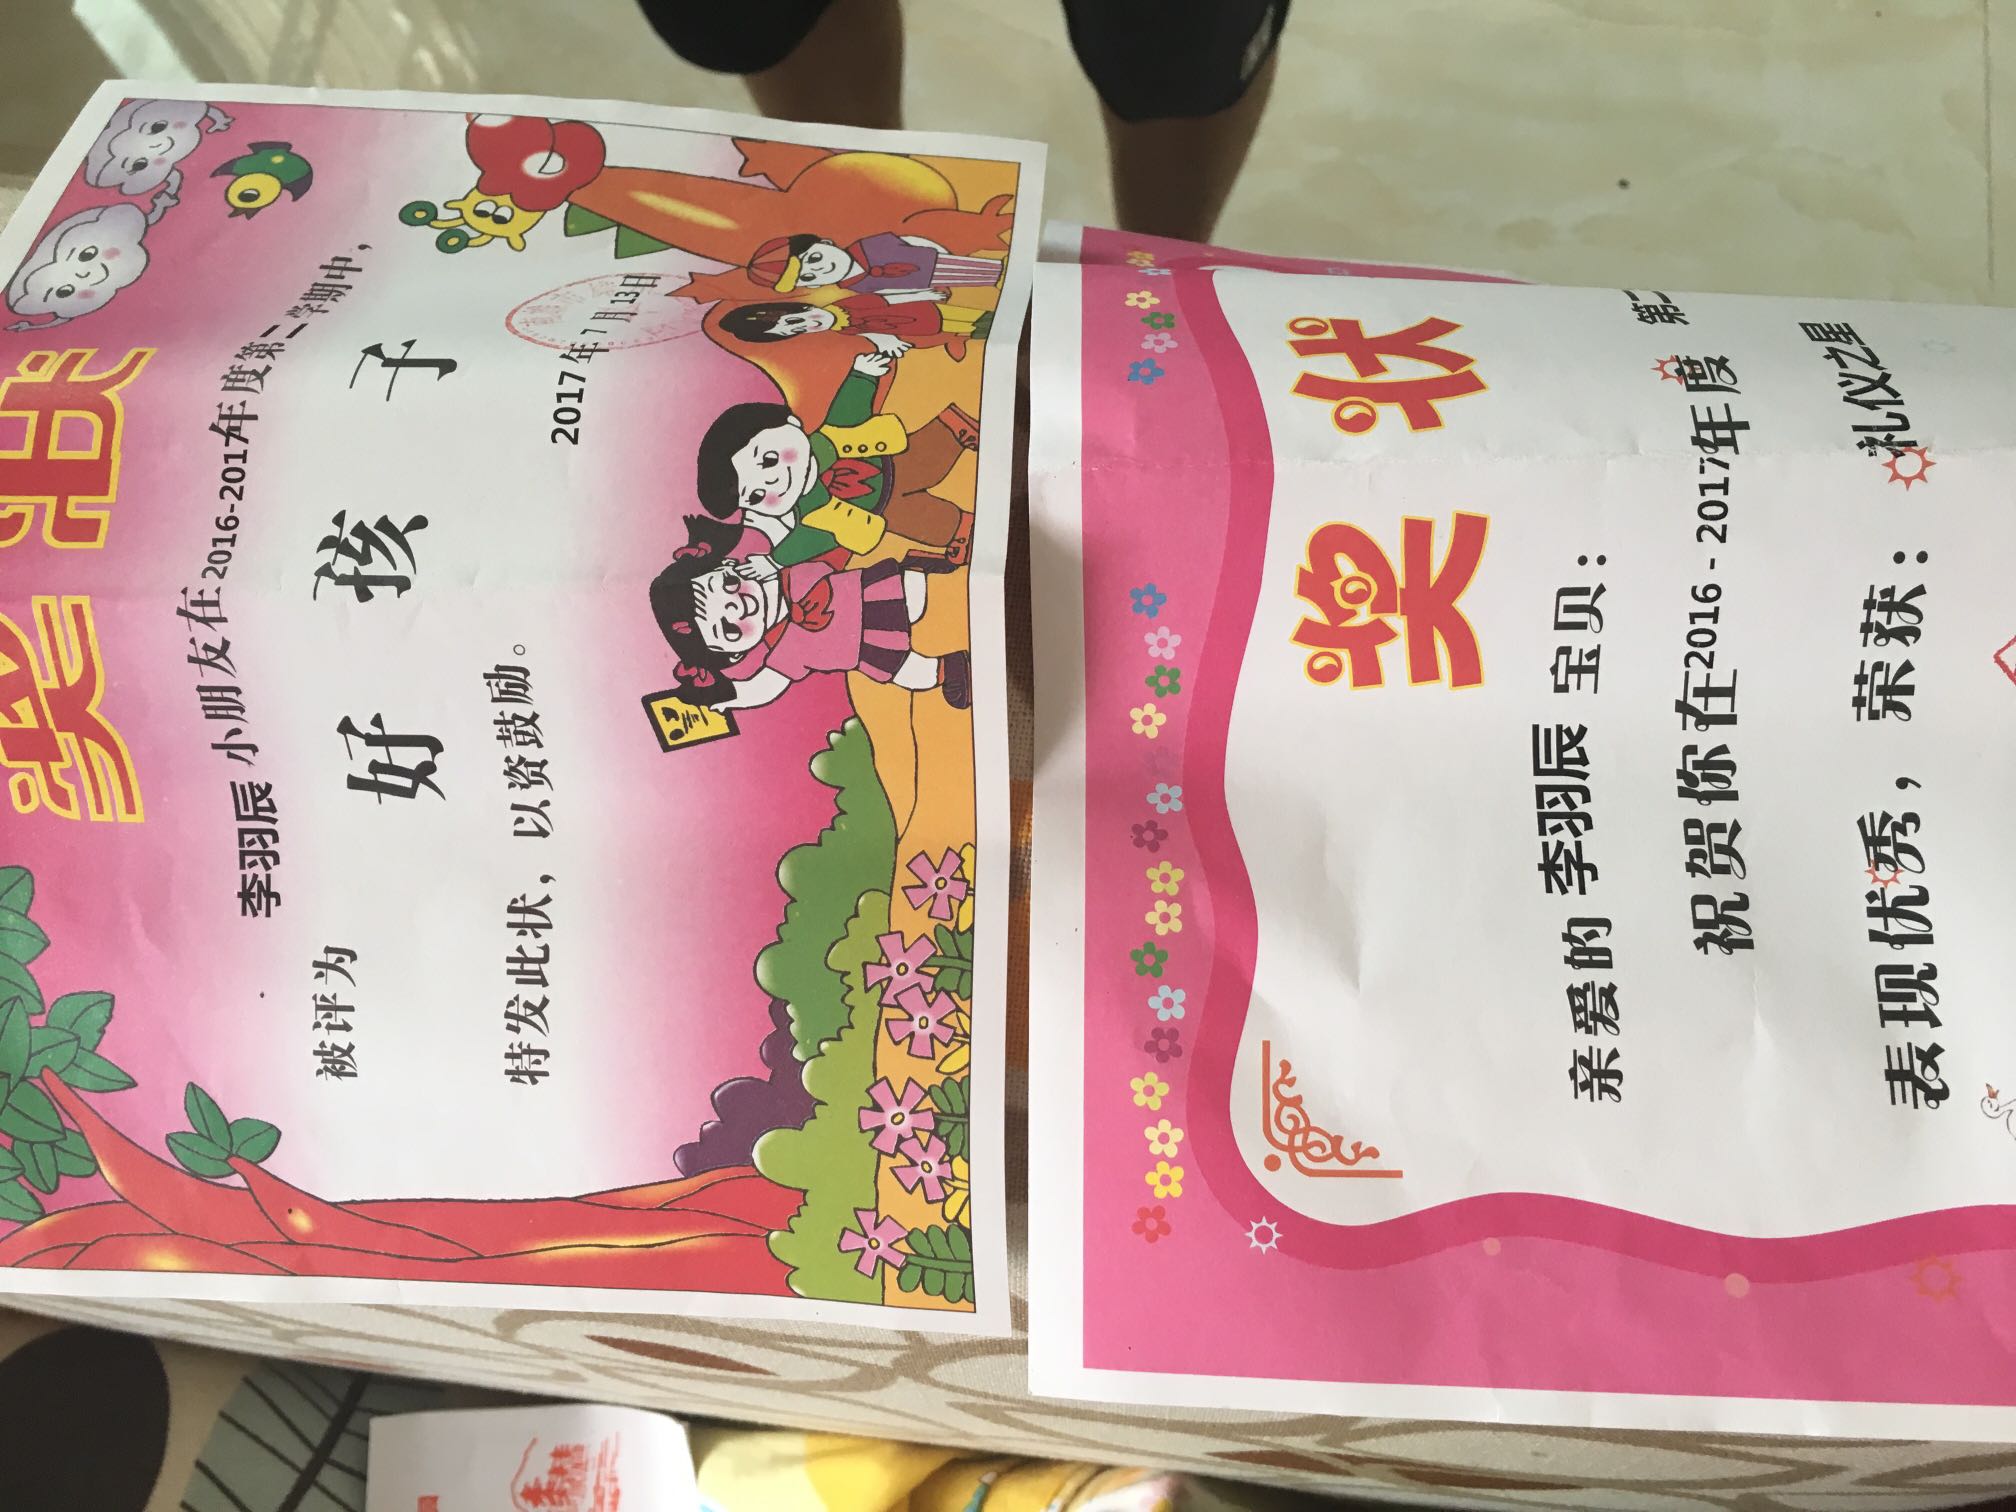 奖状
李羽辰 小朋友在2016-2017年度第二学期中，
被评为
好孩子
特发此状，以资鼓励。
2017年7月13日
奖状
亲爱的 李羽辰 宝贝：
祝贺你在2016-2017年度 第二
表现优秀，荣获： 礼仪之星